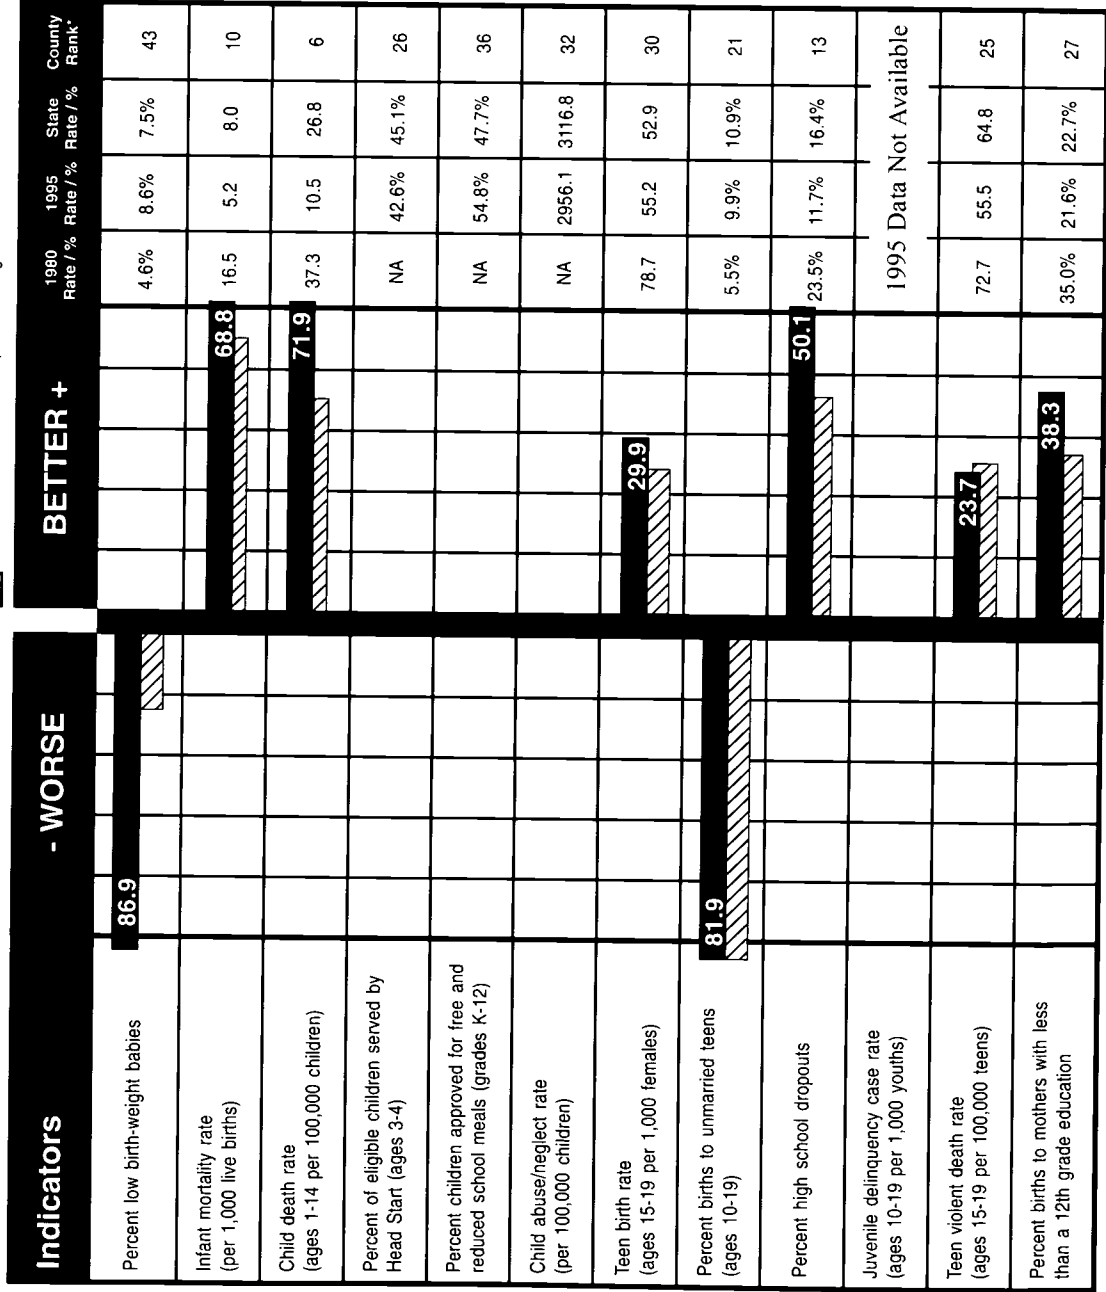 Indicators - WORSE BETTER + 1980 Rate / % 1995 Rate / % State Rate / % County Rank*
Percent low birth-weight babies 86.9 4.6% 8.6% 7.5% 43
Infant mortality rate
(per 1,000 live births) 68.8 16.5 5.2 8.0 10
Child death rate
(ages 1-14 per 100,000 children) 71.9 37.3 10.5 26.8 6
Percent of eligible children served by
Head Start (ages 3-4) NA 42.6% 45.1% 26
Percent children approved for free and
reduced school meals (grades K-12) NA 54.8% 47.7% 36
Child abuse/neglect rate
(per 100,000 children) NA 2956.1 3116.8 32
Teen birth rate
(ages 15-19 per 1,000 females) 29.9 78.7 55.2 52.9 30
Percent births to unmarried teens
(ages 10-19) 81.9 5.5% 9.9% 10.9% 21
Percent high school dropouts 50.1 23.5% 11.7% 16.4% 13
Juvenile delinquency case rate
(ages 10-19 per 1,000 youths) 1995 Data Not Available
Teen violent death rate
(ages 15-19 per 100,000 teens) 23.7 72.7 55.5 64.8 25
Percent births to mothers with less
than a 12th grade education 38.3 35.0% 21.6% 22.7% 27